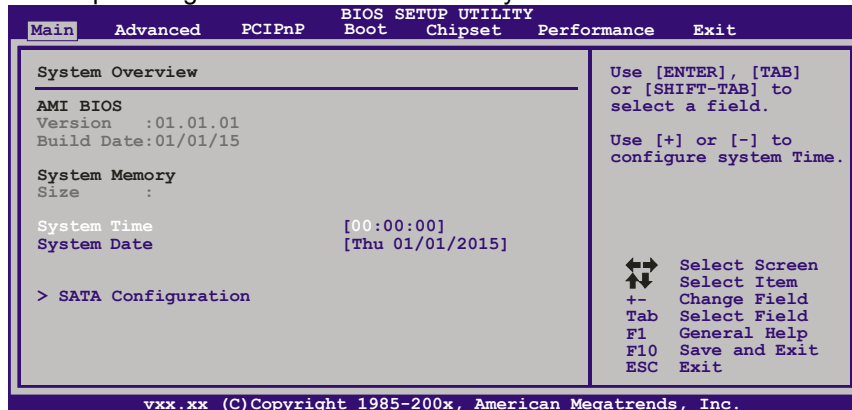 BIOS SETUP UTILITY
Main Advanced PCIPnP Boot Chipset Performance Exit
System Overview
AMI BIOS
Version :01.01.01
Build Date:01/01/15
System Memory
Size :
System Time [00:00:00]
System Date [Thu 01/01/2015]
> SATA Configuration
Use [ENTER], [TAB]
or [SHIFT-TAB] to
select a field.
Use [+] or [-] to
configure system Time.
Select Screen
Select Item
+- Change Field
Tab Select Field
F1 General Help
F10 Save and Exit
ESC Exit
vxx.xx (C)Copyright 1985-200x, American Megatrends, Inc.